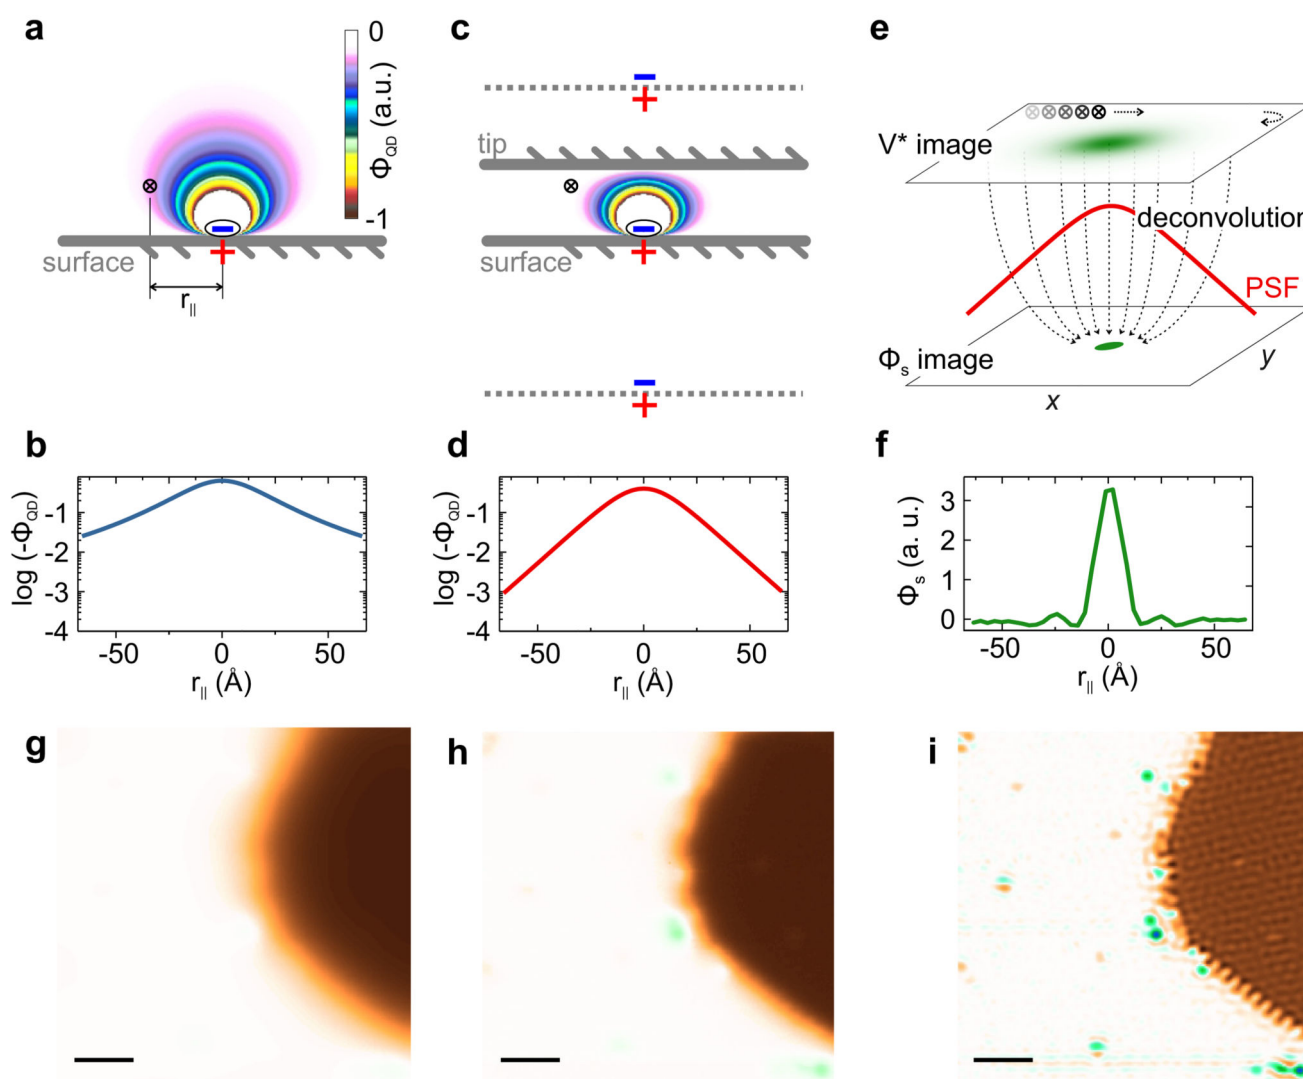 a
0
Φ_QD (a.u.)
-1
surface
r_||
c
tip
surface
e
V* image
deconvolution
PSF
Φ_s image
y
x
b
log (-Φ_QD)
-1
-2
-3
-4
-50 0 50
r_|| (Å)
d
log (-Φ_QD)
-1
-2
-3
-4
-50 0 50
r_|| (Å)
f
Φ_s (a. u.)
3
2
1
0
-50 0 50
r_|| (Å)
g
h
i